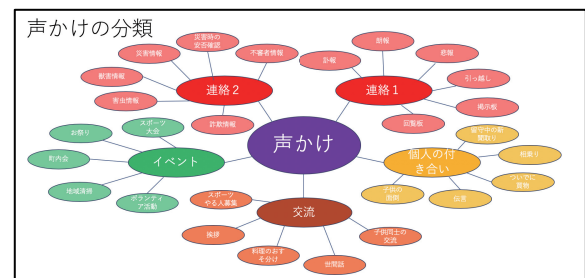 声かけの分類
災害時の
安否確認
不審者情報
災害情報
獣害情報
害虫情報
詐欺情報
連絡２
訃報
朗報
悲報
引っ越し
掲示板
回覧板
連絡１
声かけ
お祭り
スポーツ
大会
町内会
地域清掃
ボランティ
ア活動
イベント
留守中の新
聞取り
相乗り
ついでに
買物
伝言
子供の
面倒
個人の付
き合い
スポーツ
やる人募集
挨拶
料理のおす
そ分け
世間話
子供同士の
交流
交流